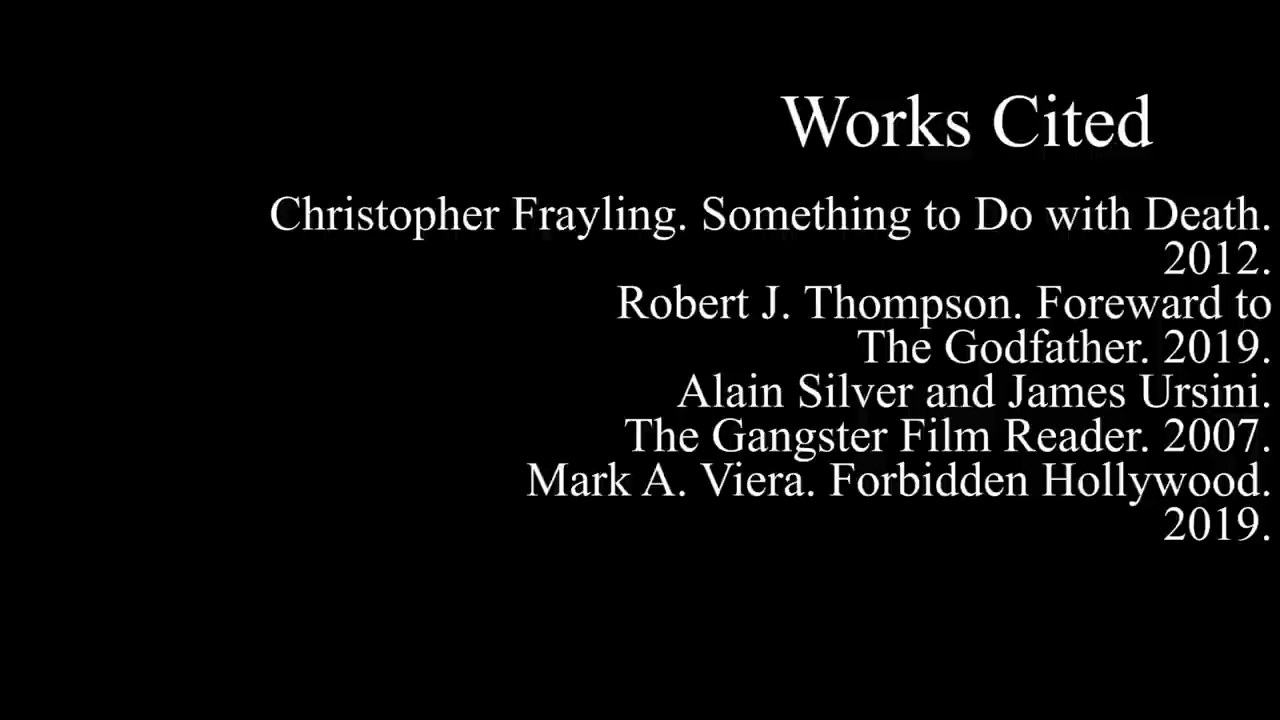 Works Cited
Christopher Frayling. Something to Do with Death.
2012.
Robert J. Thompson. Foreward to
The Godfather. 2019.
Alain Silver and James Ursini.
The Gangster Film Reader. 2007.
Mark A. Viera. Forbidden Hollywood.
2019.